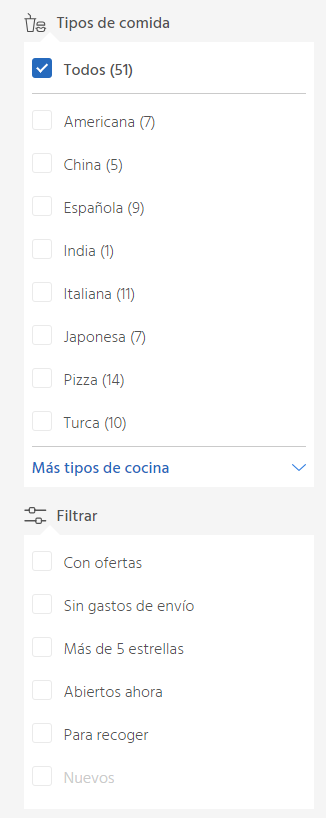 Tipos de comida
Todos (51)
Americana (7)
China (5)
Española (9)
India (1)
Italiana (11)
Japonesa (7)
Pizza (14)
Turca (10)
Más tipos de cocina
Filtrar
Con ofertas
Sin gastos de envío
Más de 5 estrellas
Abiertos ahora
Para recoger
Nuevos